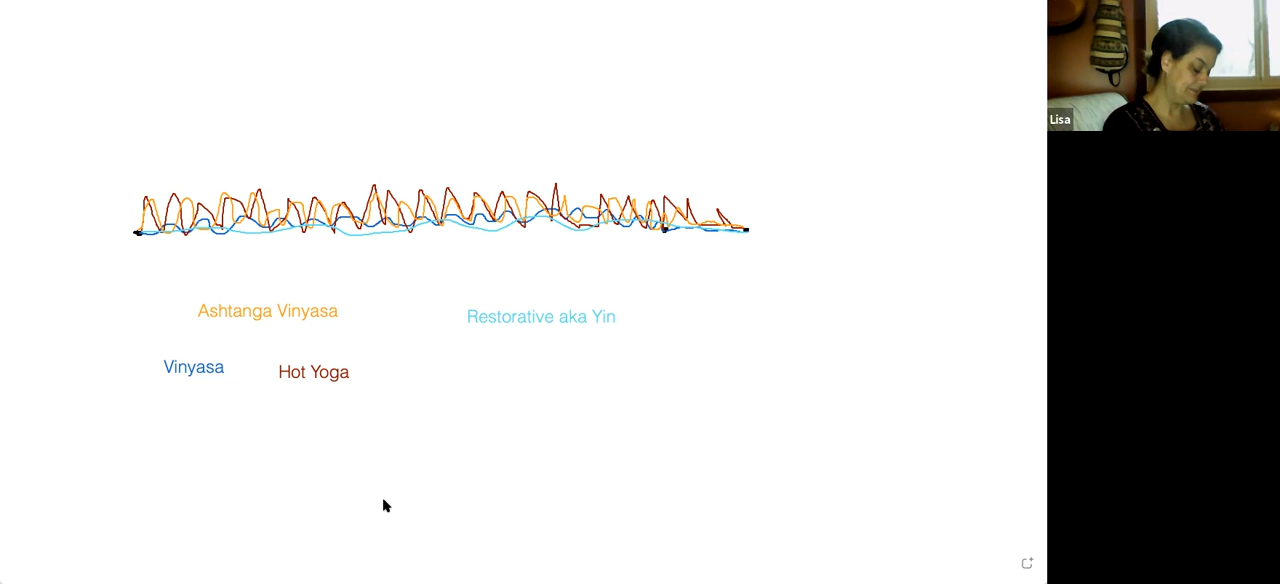 Lisa
Ashtanga Vinyasa
Restorative aka Yin
Vinyasa
Hot Yoga